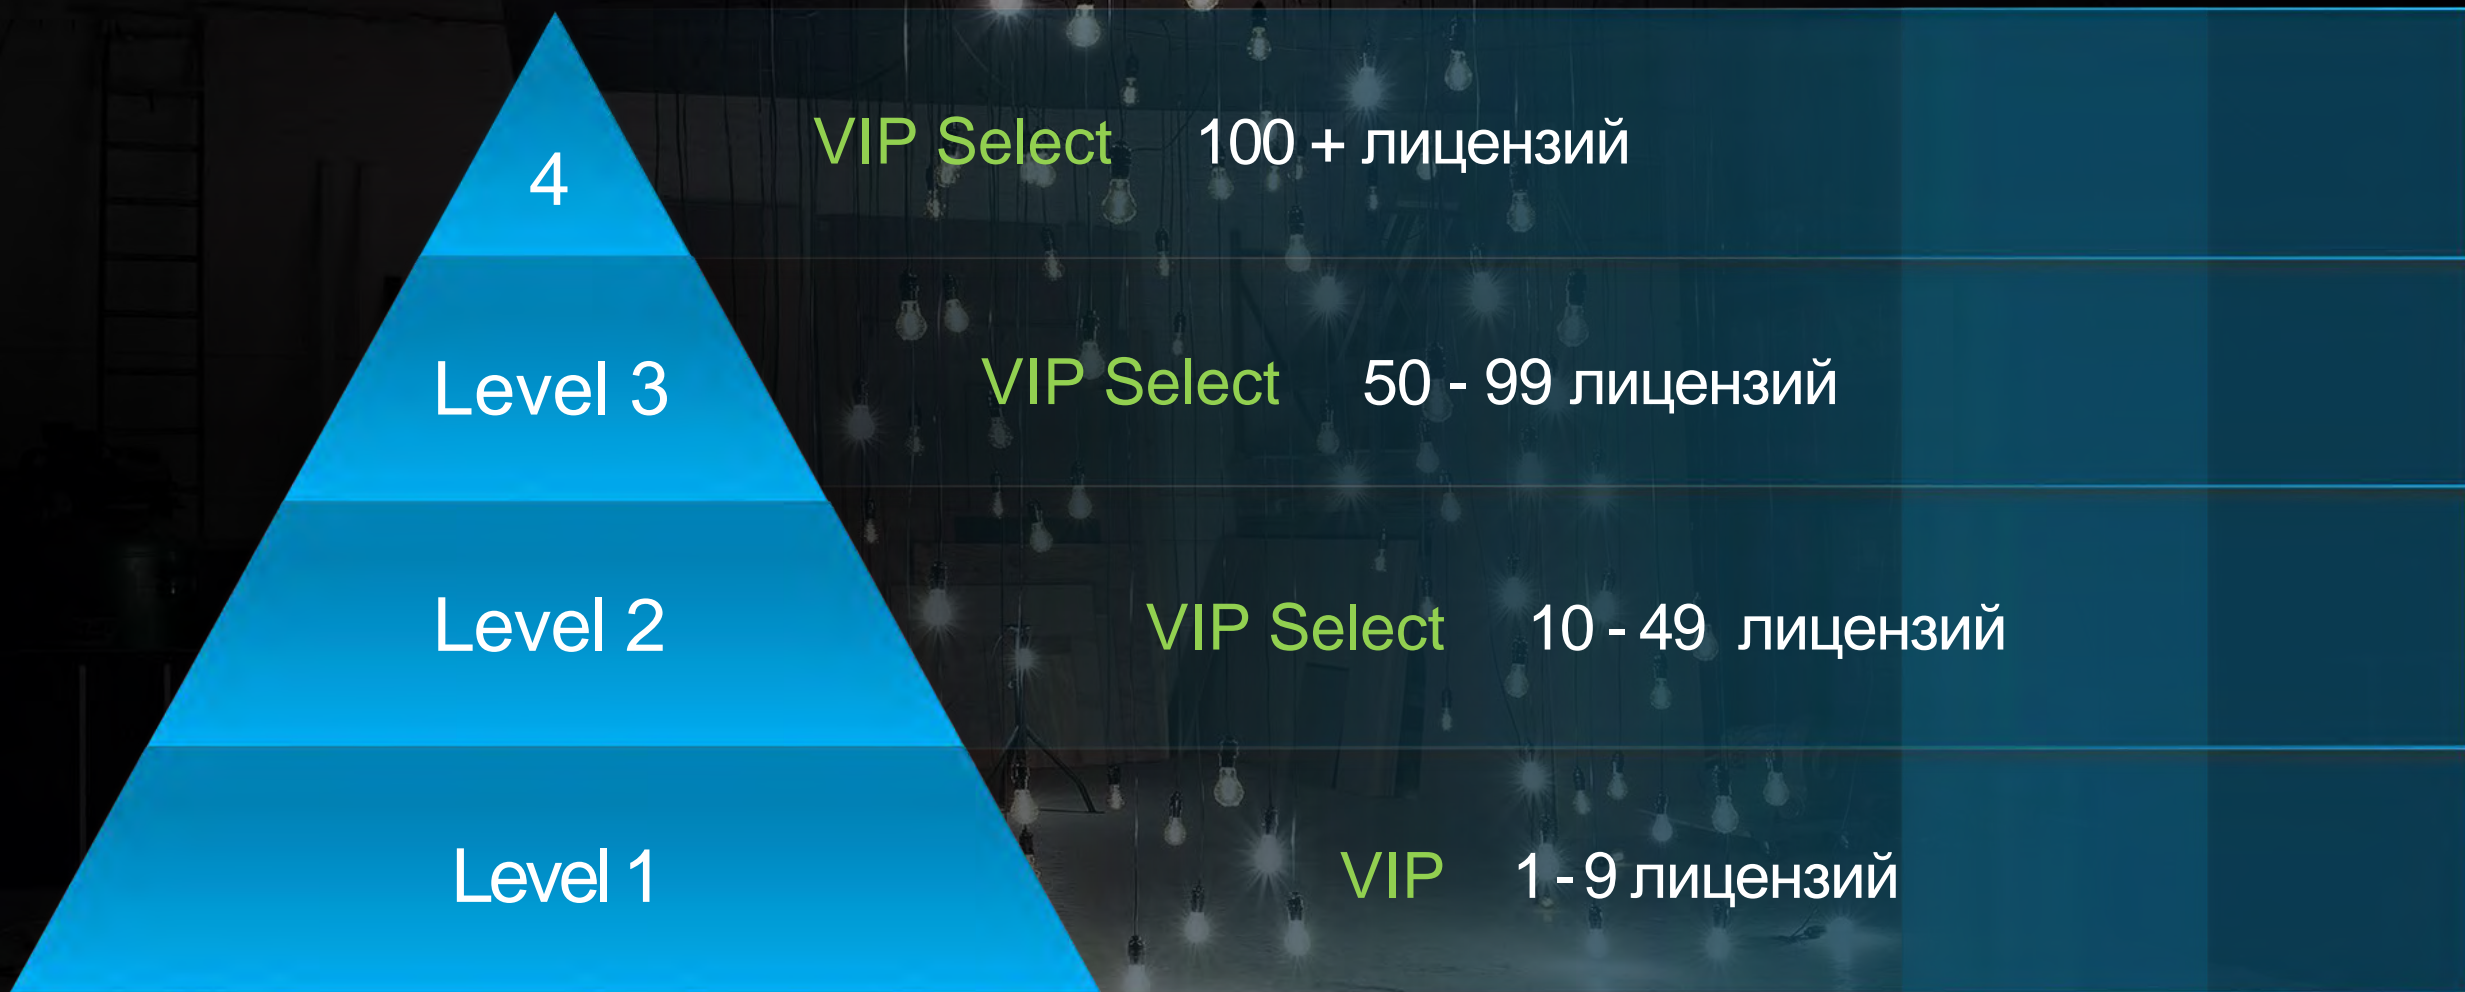 4 VIP Select 100 + лицензий
Level 3 VIP Select 50 - 99 лицензий
Level 2 VIP Select 10 - 49 лицензий
Level 1 VIP 1 - 9 лицензий